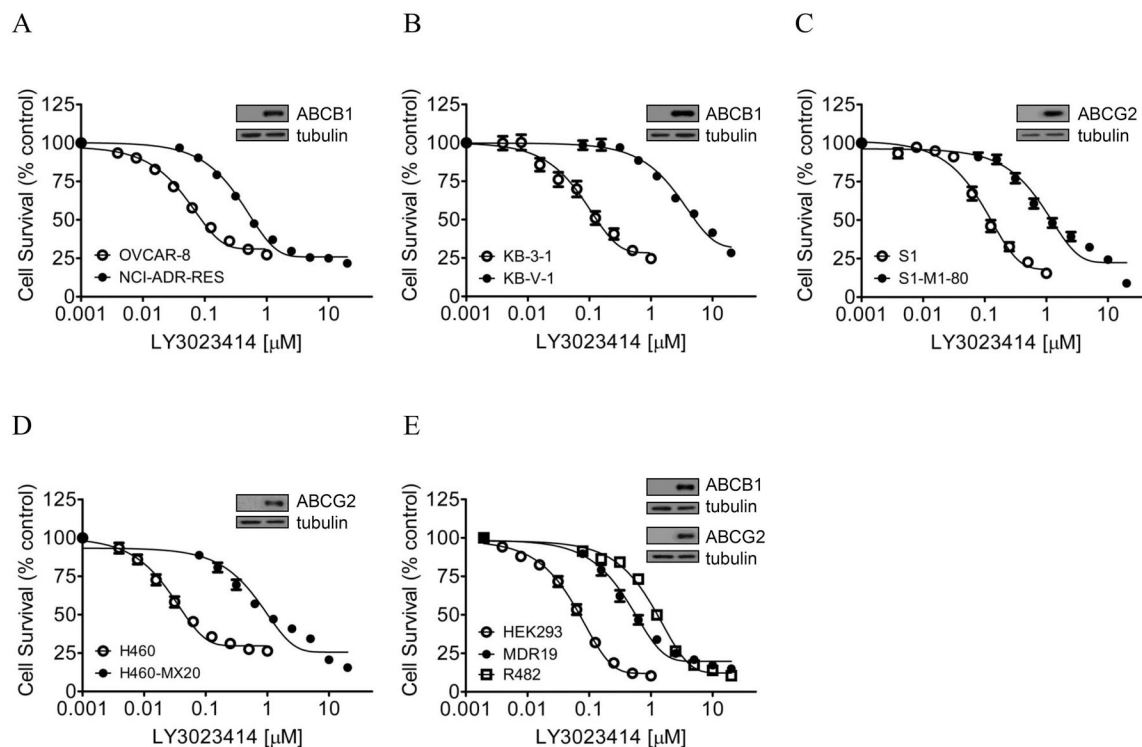 A
B
C
ABCB1
tubulin
125
100
75
50
25
0
Cell Survival (% control)
OVCAR-8
NCI-ADR-RES
0.001 0.01 0.1 1 10
LY3023414 [μM]
ABCB1
tubulin
125
100
75
50
25
0
Cell Survival (% control)
KB-3-1
KB-V-1
0.001 0.01 0.1 1 10
LY3023414 [μM]
ABCG2
tubulin
125
100
75
50
25
0
Cell Survival (% control)
S1
S1-M1-80
0.001 0.01 0.1 1 10
LY3023414 [μM]
D
E
ABCG2
tubulin
125
100
75
50
25
0
Cell Survival (% control)
H460
H460-MX20
0.001 0.01 0.1 1 10
LY3023414 [μM]
ABCB1
tubulin
ABCG2
tubulin
125
100
75
50
25
0
Cell Survival (% control)
HEK293
MDR19
R482
0.001 0.01 0.1 1 10
LY3023414 [μM]